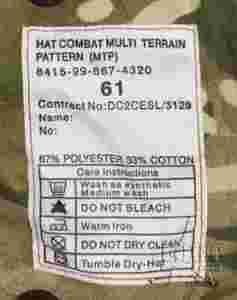 HAT COMBAT MULTI TERRAIN
PATTERN (MTP)
8415-99-867-4320
61
Contract No: DC2CESL/3129
Name:
No:
67% POLYESTER 33% COTTON
Care Instructions
Wash as synthetic
Medium wash
DO NOT BLEACH
Warm Iron
DO NOT DRY CLEAN
Tumble Dry-Hot